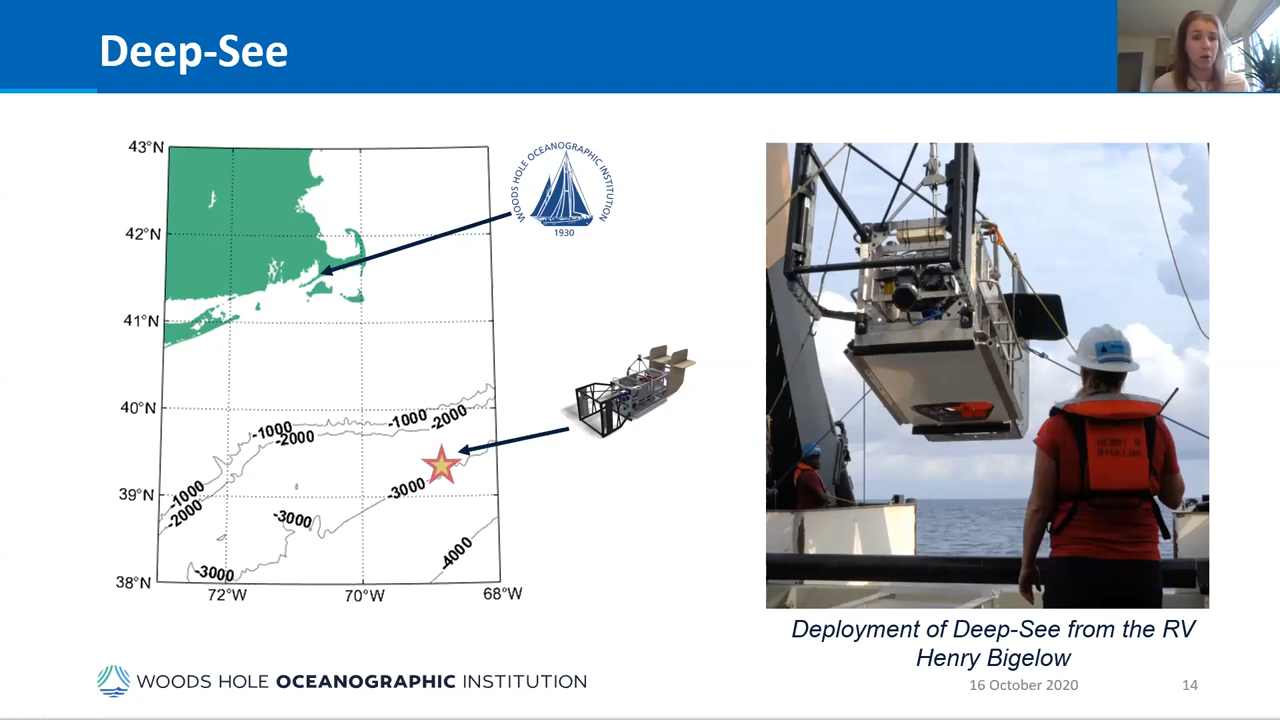 Deep-See
43°N
42°N
41°N
40°N
39°N
38°N
72°W
70°W
68°W
-1000
-2000
-1000
-2000
-1000
-2000
-3000
-3000
-3000
-4000
WOODS HOLE OCEANOGRAPHIC INSTITUTION
1930
HENRY B
BIGELOW
Deployment of Deep-See from the RV
Henry Bigelow
WOODS HOLE OCEANOGRAPHIC INSTITUTION
16 October 2020
14